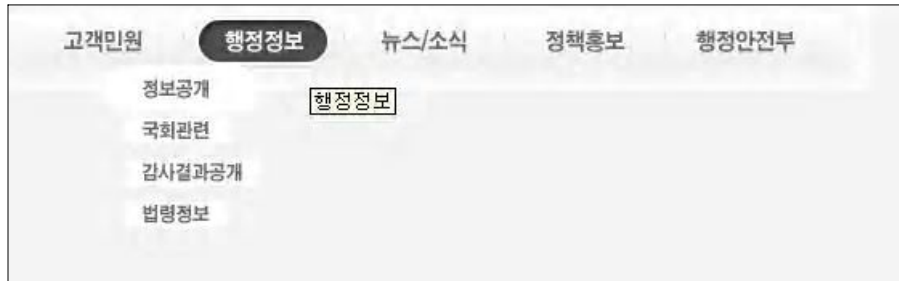 고객민원 행정정보 뉴스/소식 정책홍보 행정안전부
정보공개
행정정보
국회관련
감사결과공개
법령정보